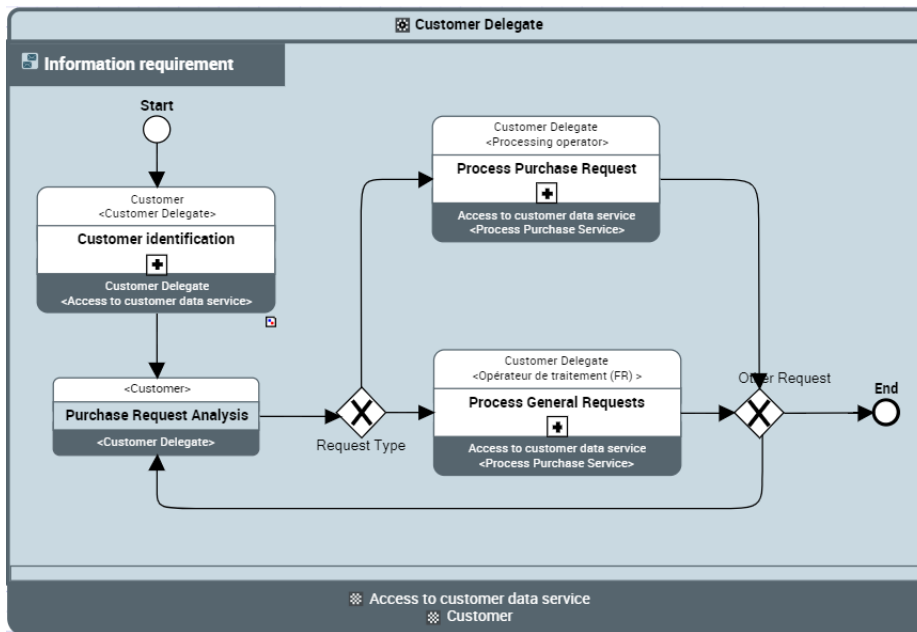 Customer Delegate
Information requirement
Start
Customer
<Customer Delegate>
Customer identification
Customer Delegate
<Access to customer data service>
<Customer>
Purchase Request Analysis
<Customer Delegate>
Request Type
Customer Delegate
<Processing operator>
Process Purchase Request
Access to customer data service
<Process Purchase Service>
Customer Delegate
<Opérateur de traitement (FR) >
Process General Requests
Access to customer data service
<Process Purchase Service>
Other Request
End
Access to customer data service
Customer